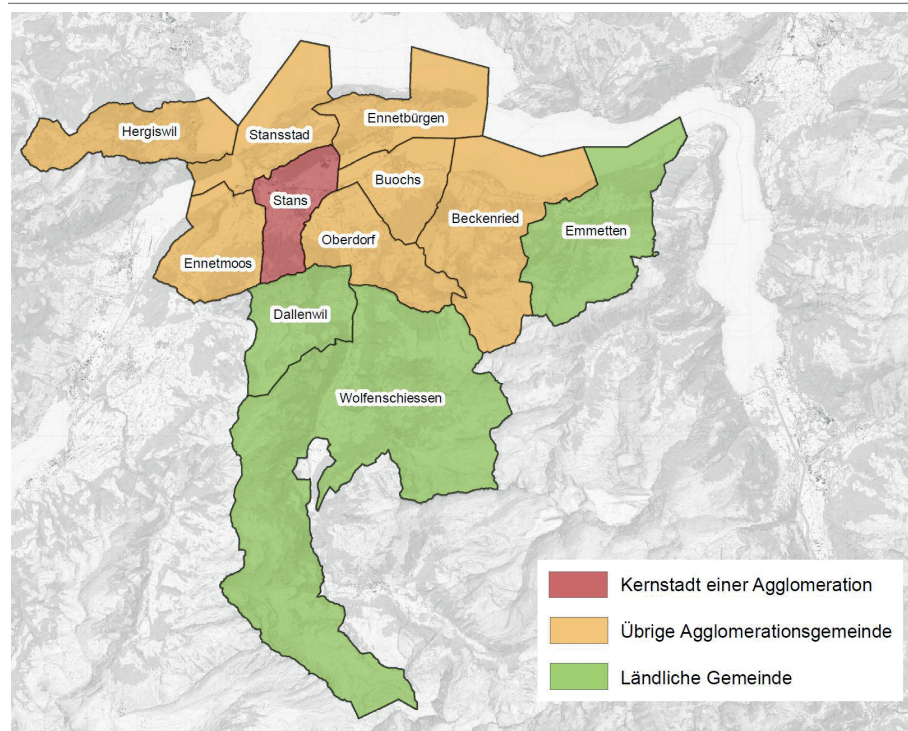 Ennetbürgen
Hergiswil
Stansstad
Buochs
Stans
Beckenried
Emmetten
Oberdorf
Ennetmoos
Dallenwil
Wolfenschiessen
Kernstadt einer Agglomeration
Übrige Agglomerationsgemeinde
Ländliche Gemeinde